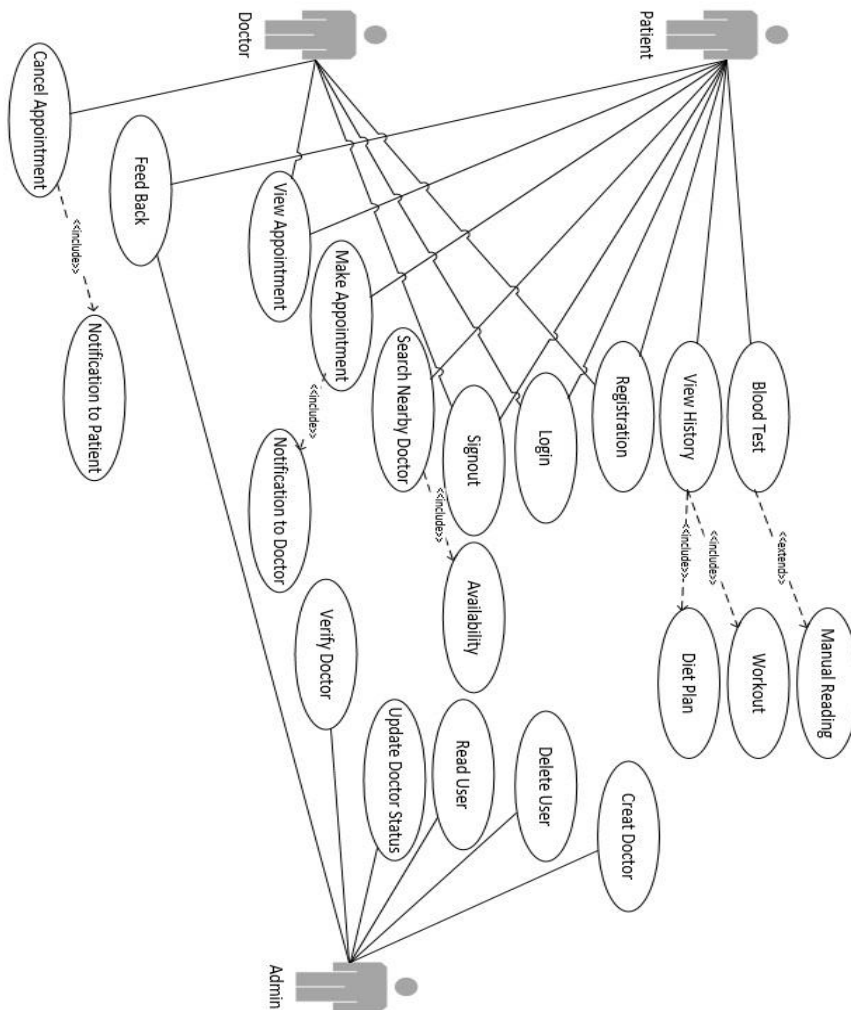 Patient
Doctor
Admin
Blood Test
<<extend>>
Manual Reading
View History
<<include>>
Workout
<<include>>
Diet Plan
Registration
Login
Signout
Search Nearby Doctor
<<include>>
Availability
Make Appointment
<<include>>
Notification to Doctor
View Appointment
Feed Back
Cancel Appointment
<<include>>
Notification to Patient
Creat Doctor
Delete User
Read User
Update Doctor Status
Verify Doctor